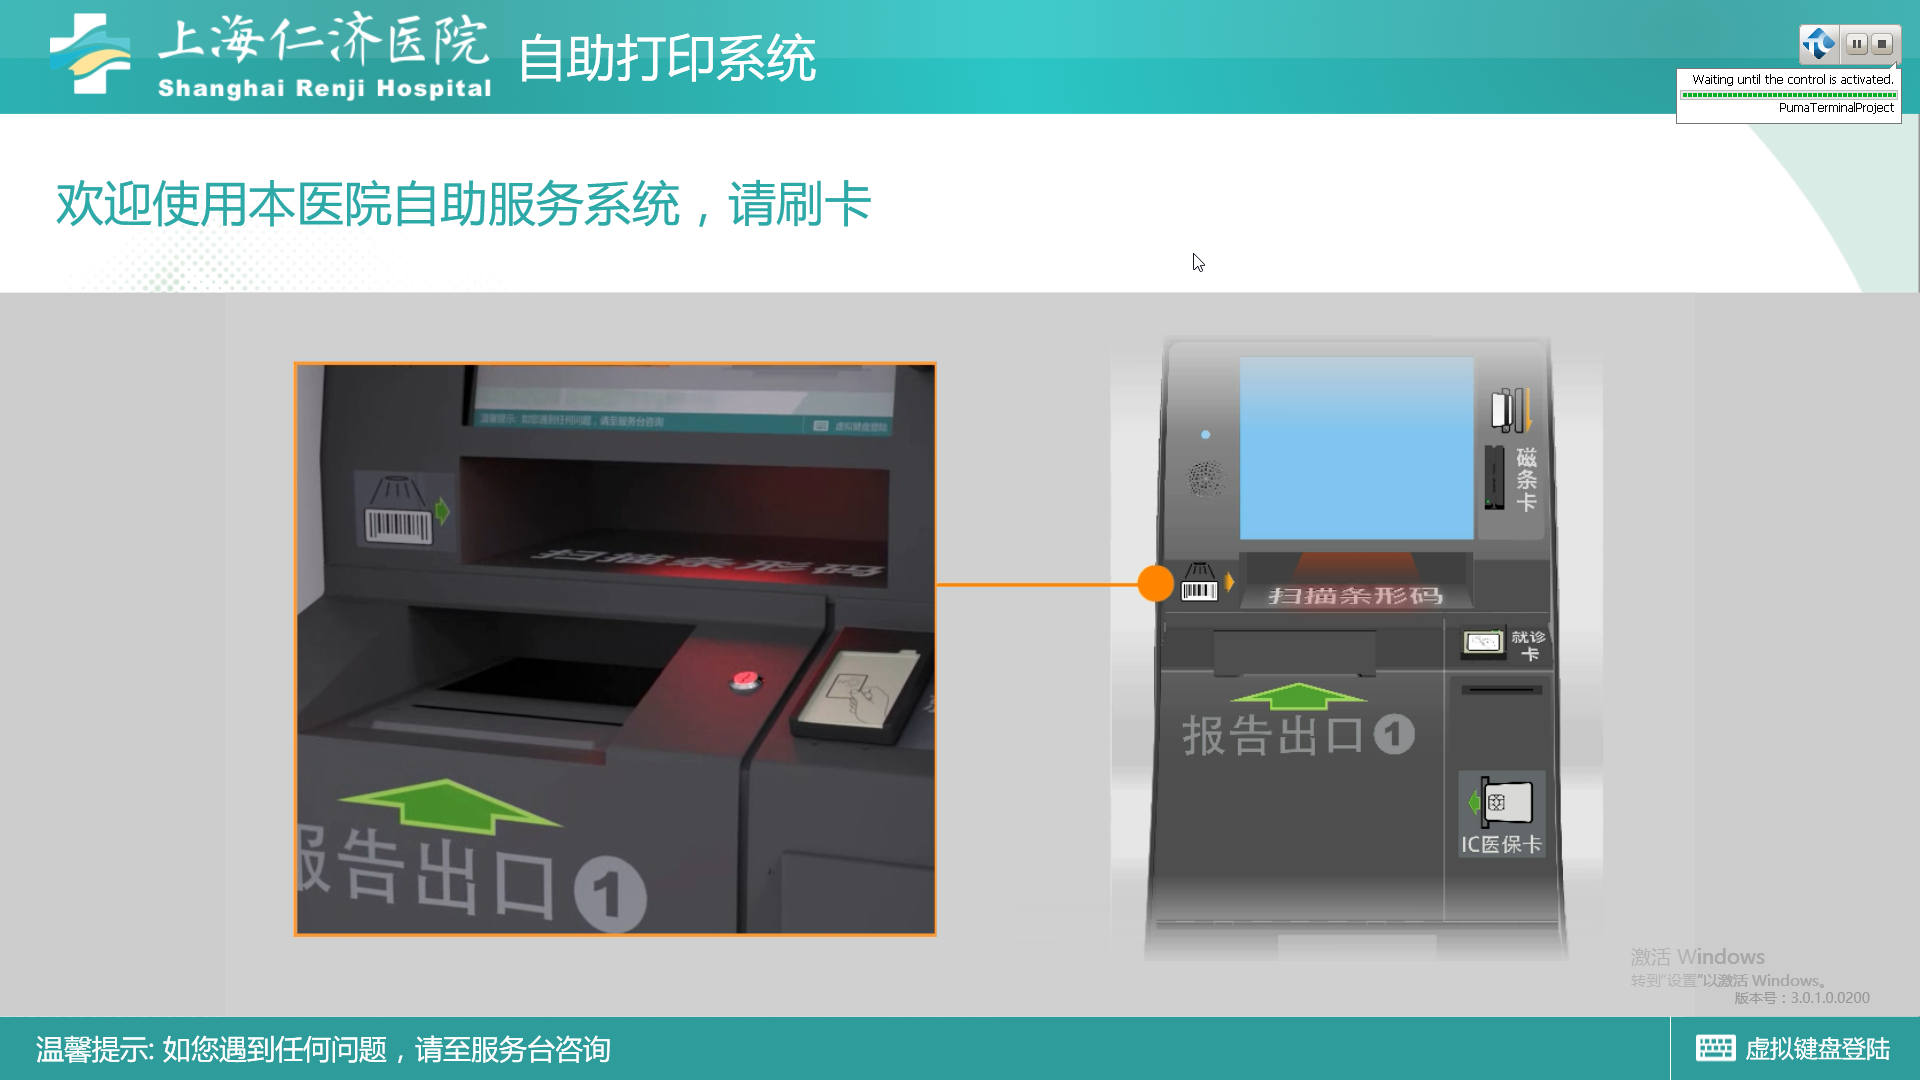 上海仁济医院
Shanghai Renji Hospital
自助打印系统
Waiting until the control is activated.
PumaTerminalProject
欢迎使用本医院自助服务系统，请刷卡
温馨提示: 如您遇到任何问题，请至服务台咨询
虚拟键盘登陆
扫描条形码
报告出口1
磁条卡
扫描条形码
就诊卡
报告出口1
IC医保卡
激活 Windows
转到"设置"以激活 Windows。
版本号：3.0.1.0.0200
温馨提示: 如您遇到任何问题，请至服务台咨询
虚拟键盘登陆